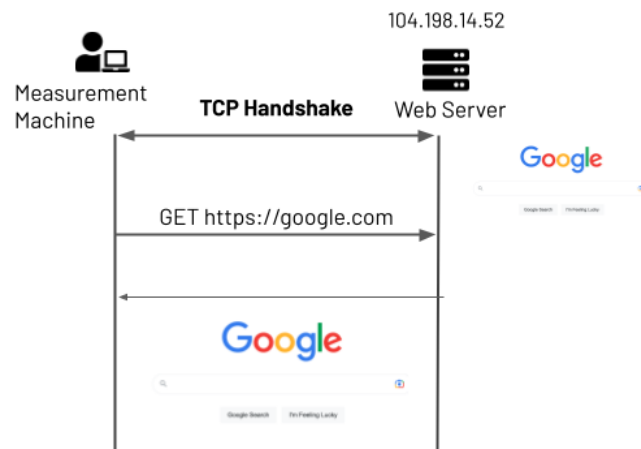 104.198.14.52
Measurement
Machine
TCP Handshake
Web Server
Google
Google Search I'm Feeling Lucky
GET https://google.com
Google
Google Search I'm Feeling Lucky